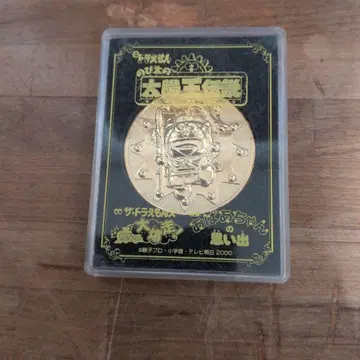 ドラえもん
のび太の
太陽王伝説
ザ・ドラえもんズ
おばあちゃん
の
思い出
©藤子プロ・小学館・テレビ朝日 2000